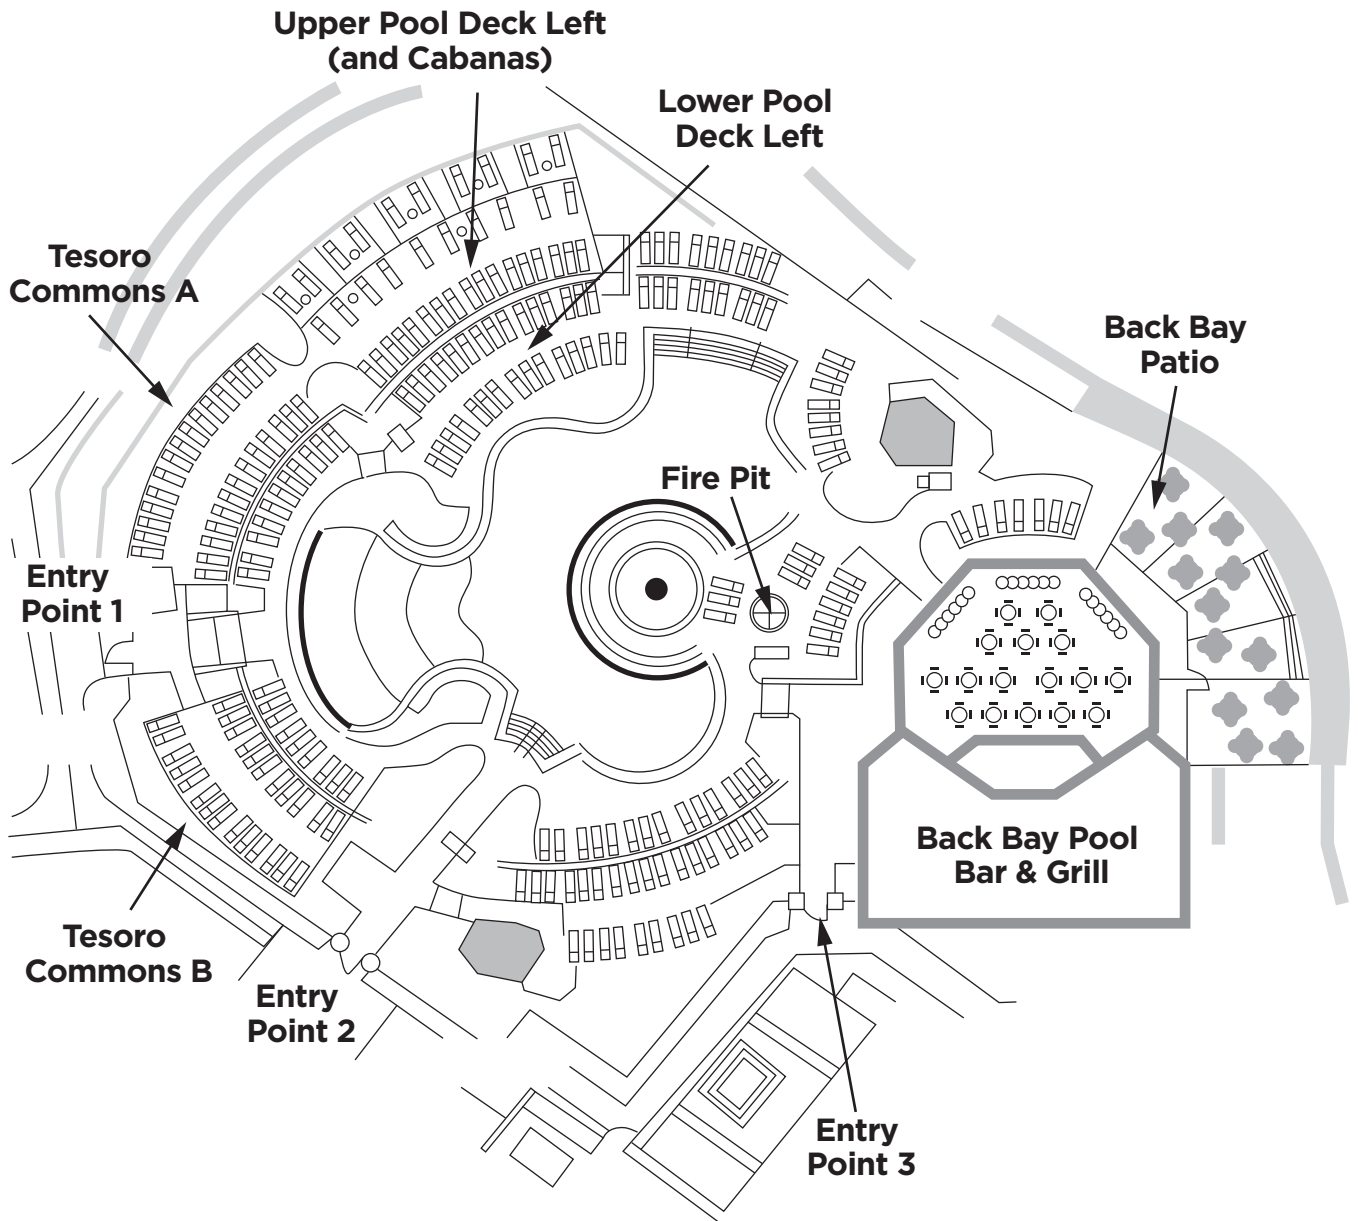 Upper Pool Deck Left
(and Cabanas)
Lower Pool
Deck Left
Tesoro
Commons A
Back Bay
Patio
Fire Pit
Entry
Point 1
Back Bay Pool
Bar & Grill
Tesoro
Commons B
Entry
Point 2
Entry
Point 3